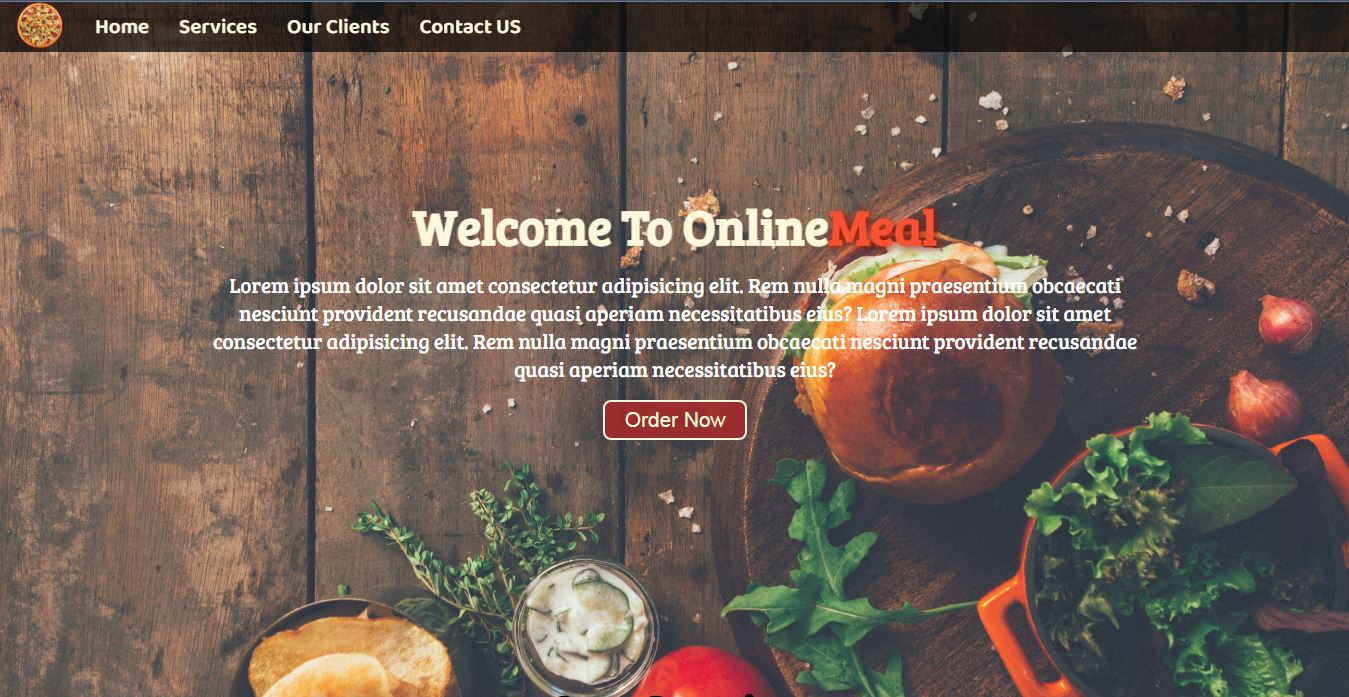 Home Services Our Clients Contact US
Welcome To OnlineMeal
Lorem ipsum dolor sit amet consectetur adipisicing elit. Rem nulla magni praesentium obcaecati
nesciunt provident recusandae quasi aperiam necessitatibus eius? Lorem ipsum dolor sit amet
consectetur adipisicing elit. Rem nulla magni praesentium obcaecati nesciunt provident recusandae
quasi aperiam necessitatibus eius?
Order Now